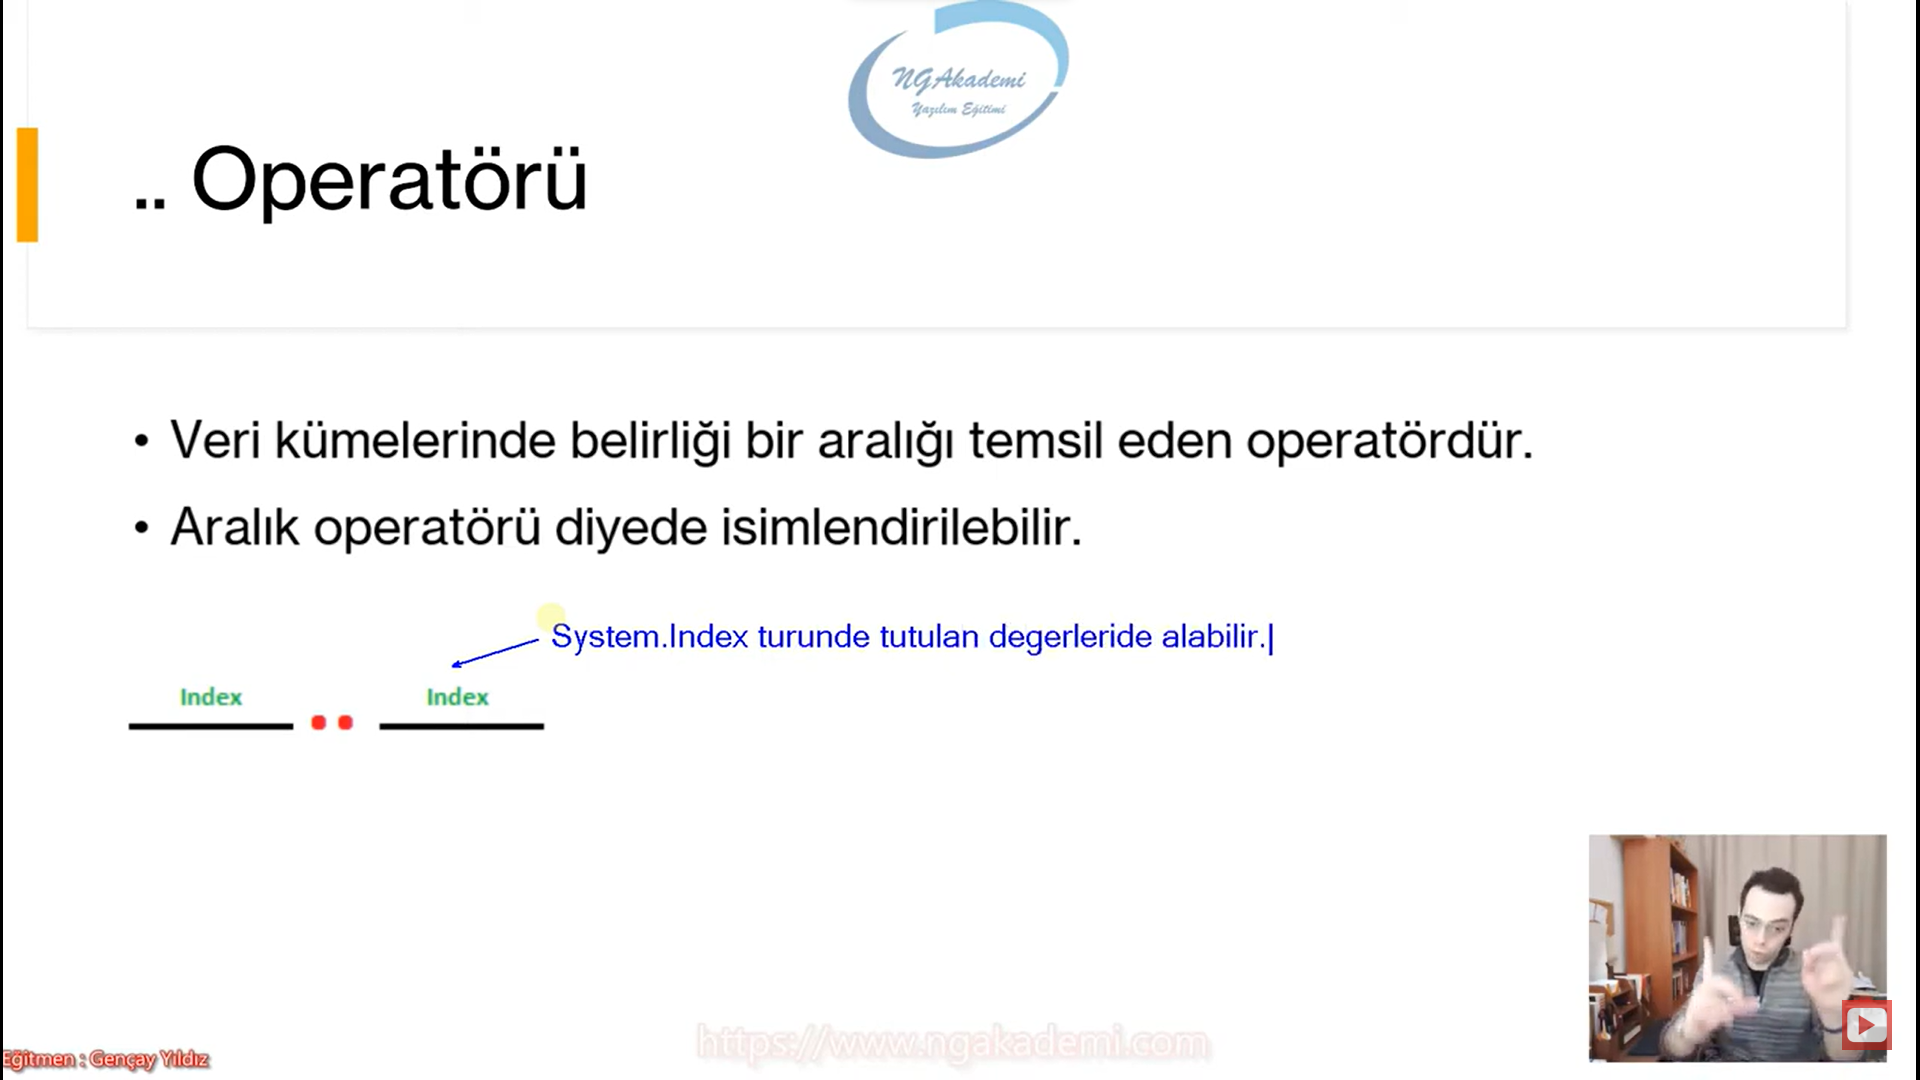 NGAkademi
Yazılım Eğitimi
.. Operatörü
• Veri kümelerinde belirliği bir aralığı temsil eden operatördür.
• Aralık operatörü diyede isimlendirilebilir.
System.Index turunde tutulan degerleride alabilir.
Index .. Index
https://www.ngakademi.com
Eğitmen : Gençay Yıldız